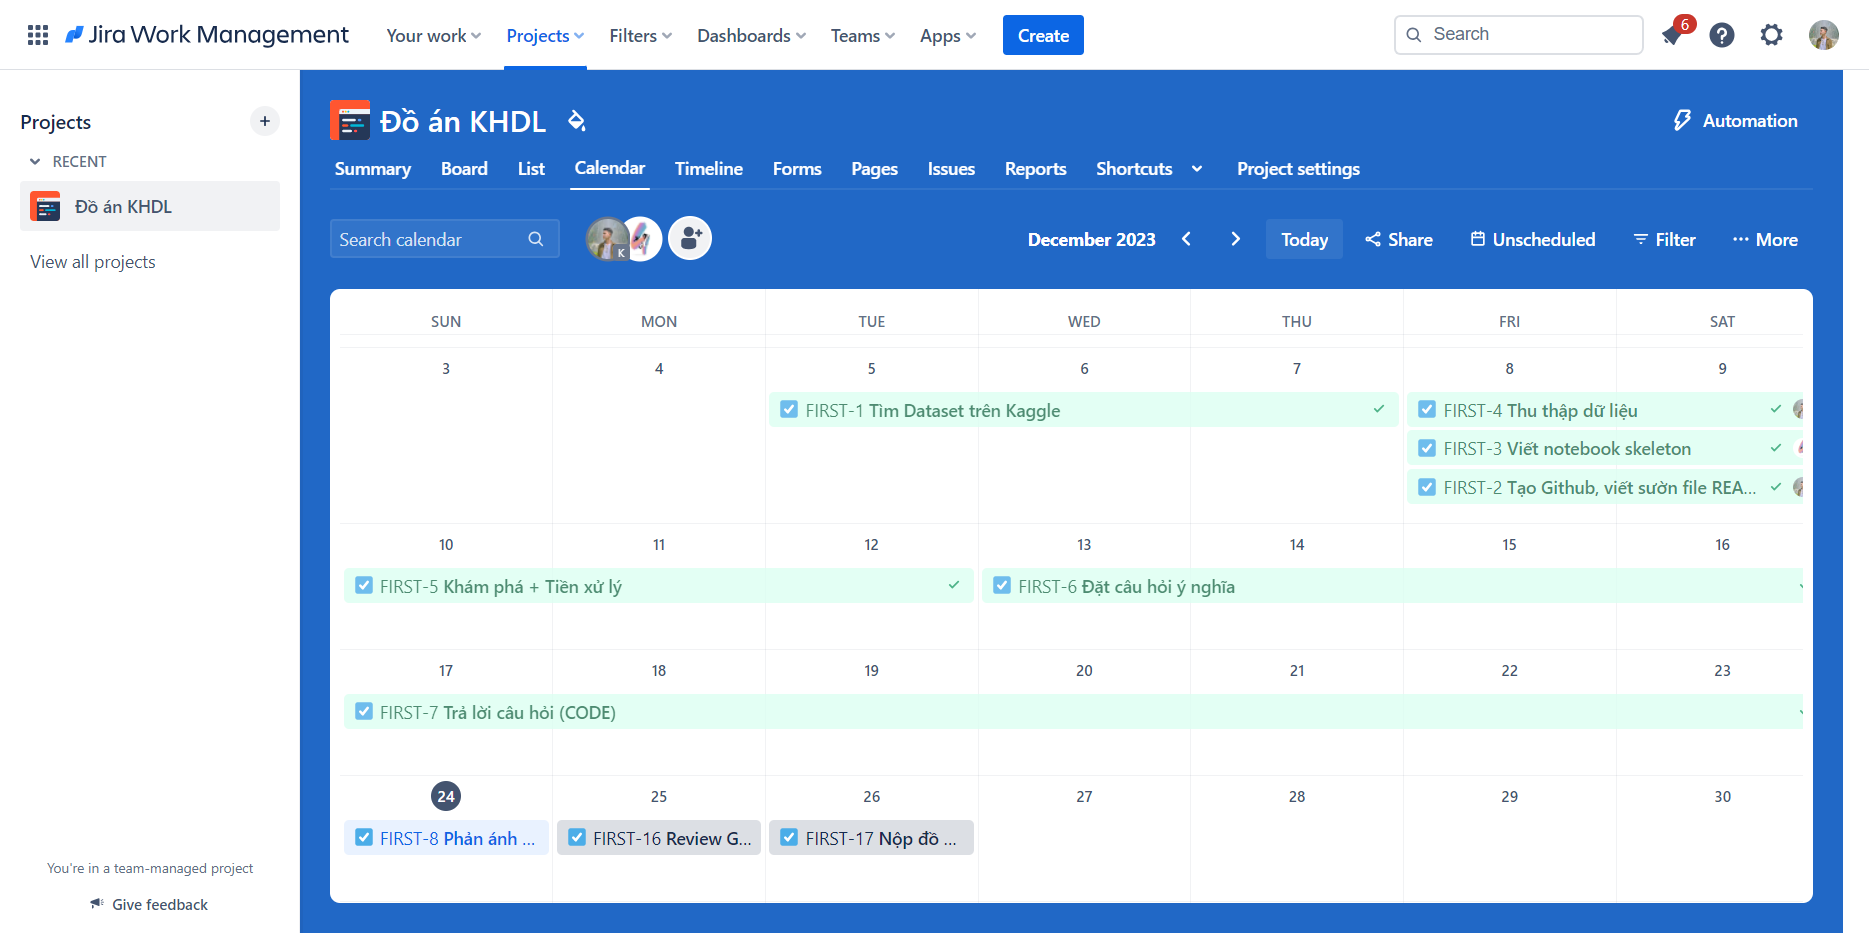 Jira Work Management Your work Projects Filters Dashboards Teams Apps Create Search 6
Projects
RECENT
Đồ án KHDL
View all projects
You're in a team-managed project
Give feedback
Đồ án KHDL Automation
Summary Board List Calendar Timeline Forms Pages Issues Reports Shortcuts Project settings
Search calendar K December 2023 Today Share Unscheduled Filter More
SUN MON TUE WED THU FRI SAT
3 4 5 6 7 8 9
FIRST-1 Tìm Dataset trên Kaggle FIRST-4 Thu thập dữ liệu
FIRST-3 Viết notebook skeleton
FIRST-2 Tạo Github, viết sườn file REA...
10 11 12 13 14 15 16
FIRST-5 Khám phá + Tiền xử lý FIRST-6 Đặt câu hỏi ý nghĩa
17 18 19 20 21 22 23
FIRST-7 Trả lời câu hỏi (CODE)
24 25 26 27 28 29 30
FIRST-8 Phản ánh ... FIRST-16 Review G... FIRST-17 Nộp đồ ...